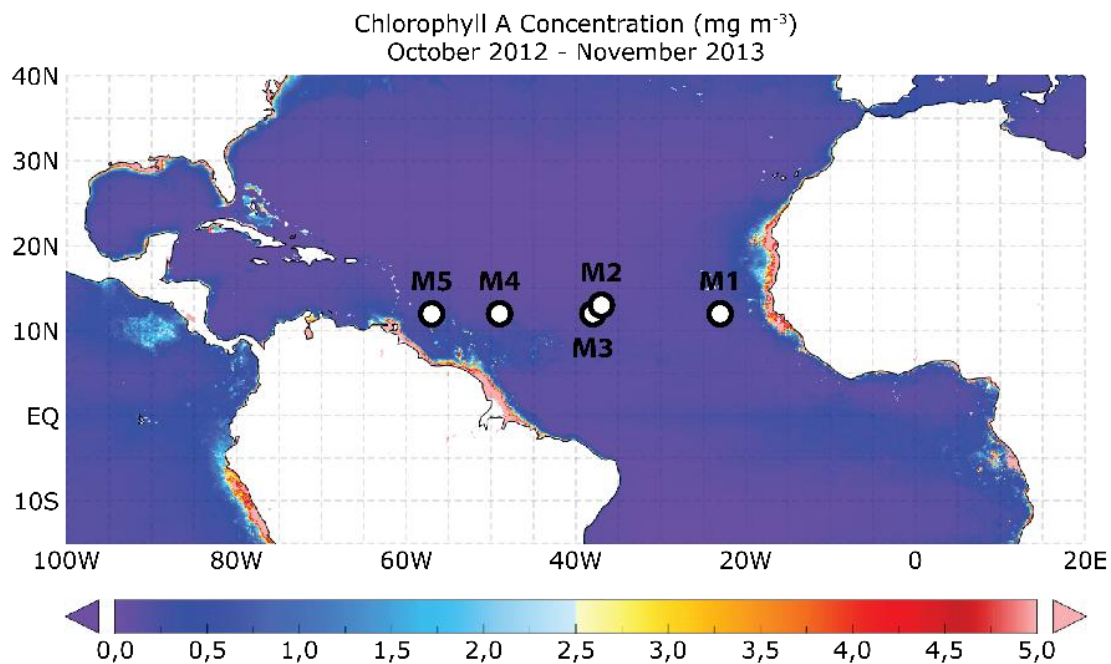 Chlorophyll A Concentration (mg m⁻³)
October 2012 - November 2013
40N
30N
20N
M5 M4 M2 M1
10N
M3
EQ
10S
100W 80W 60W 40W 20W 0 20E
0,0 0,5 1,0 1,5 2,0 2,5 3,0 3,5 4,0 4,5 5,0